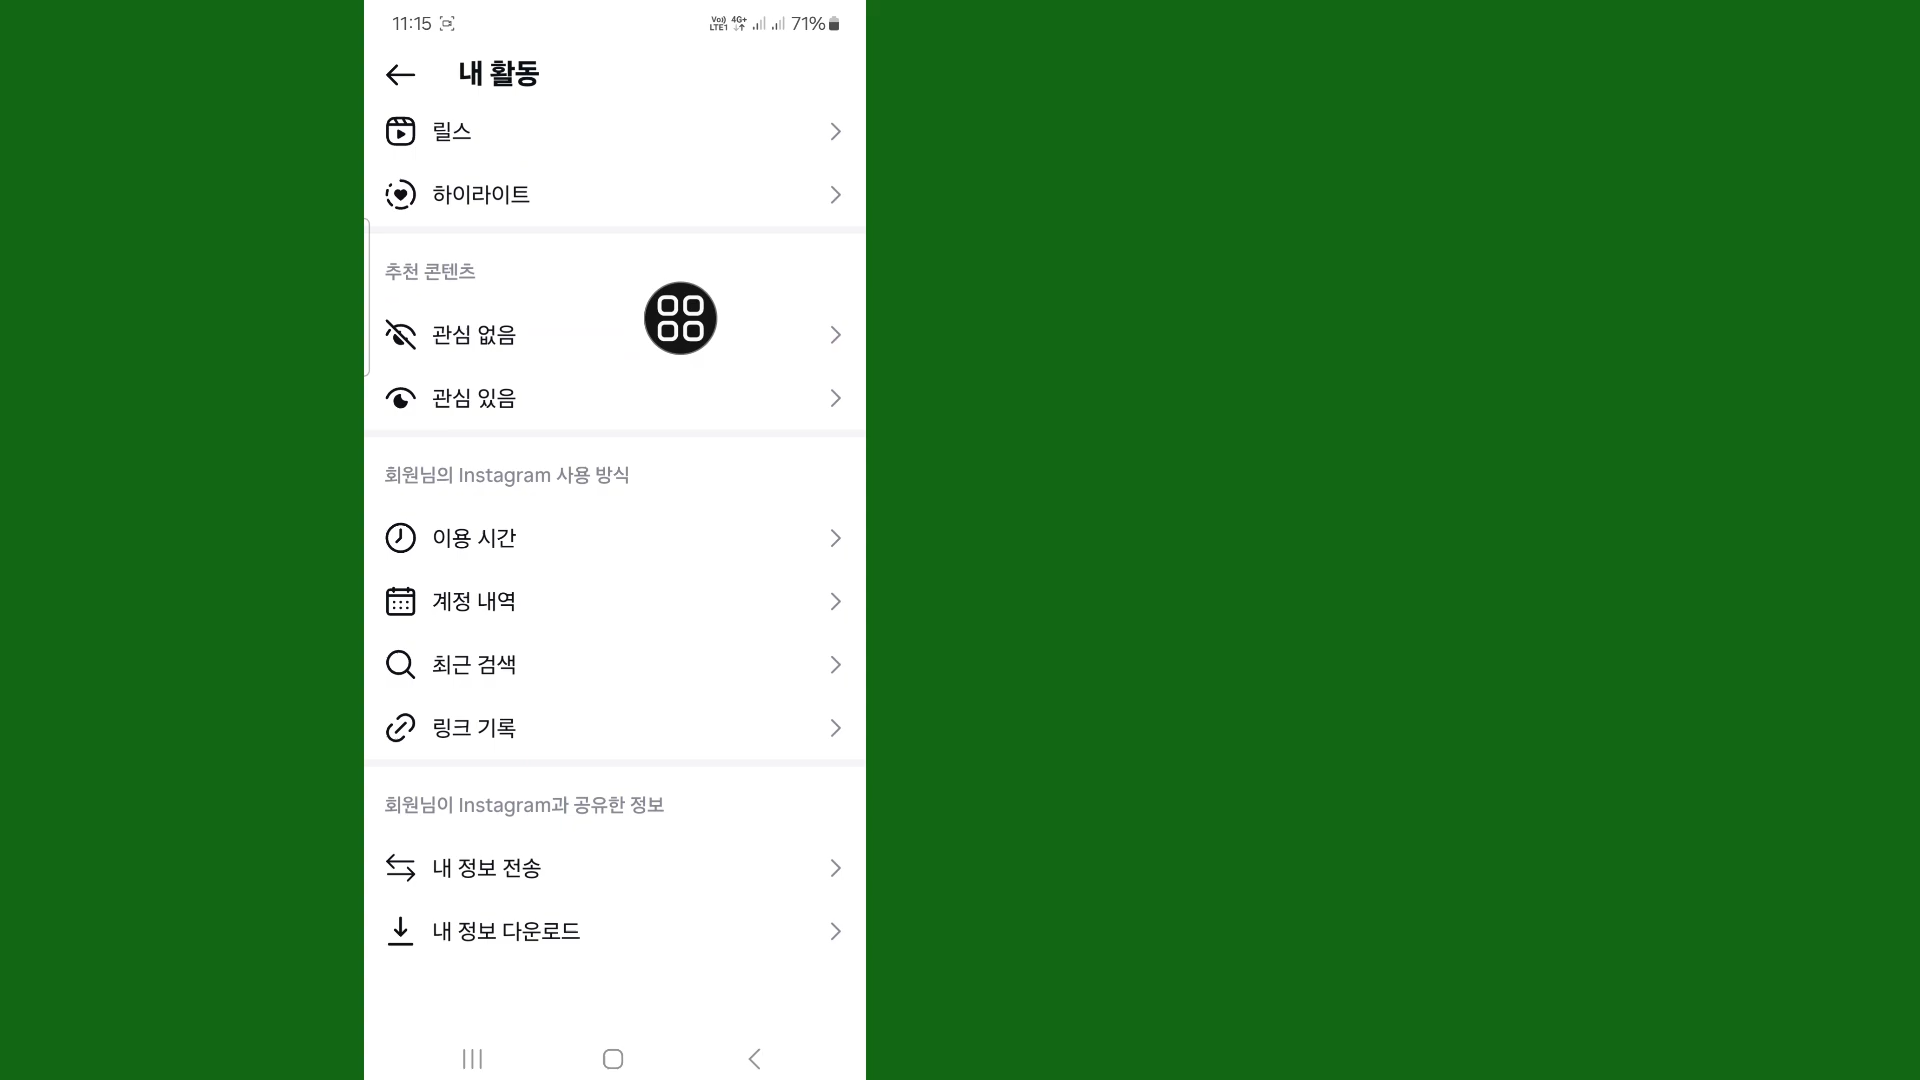 11:15 Vo)) LTE1 4G+ 71%
내 활동
릴스
하이라이트
추천 콘텐츠
관심 없음
관심 있음
회원님의 Instagram 사용 방식
이용 시간
계정 내역
최근 검색
링크 기록
회원님이 Instagram과 공유한 정보
내 정보 전송
내 정보 다운로드